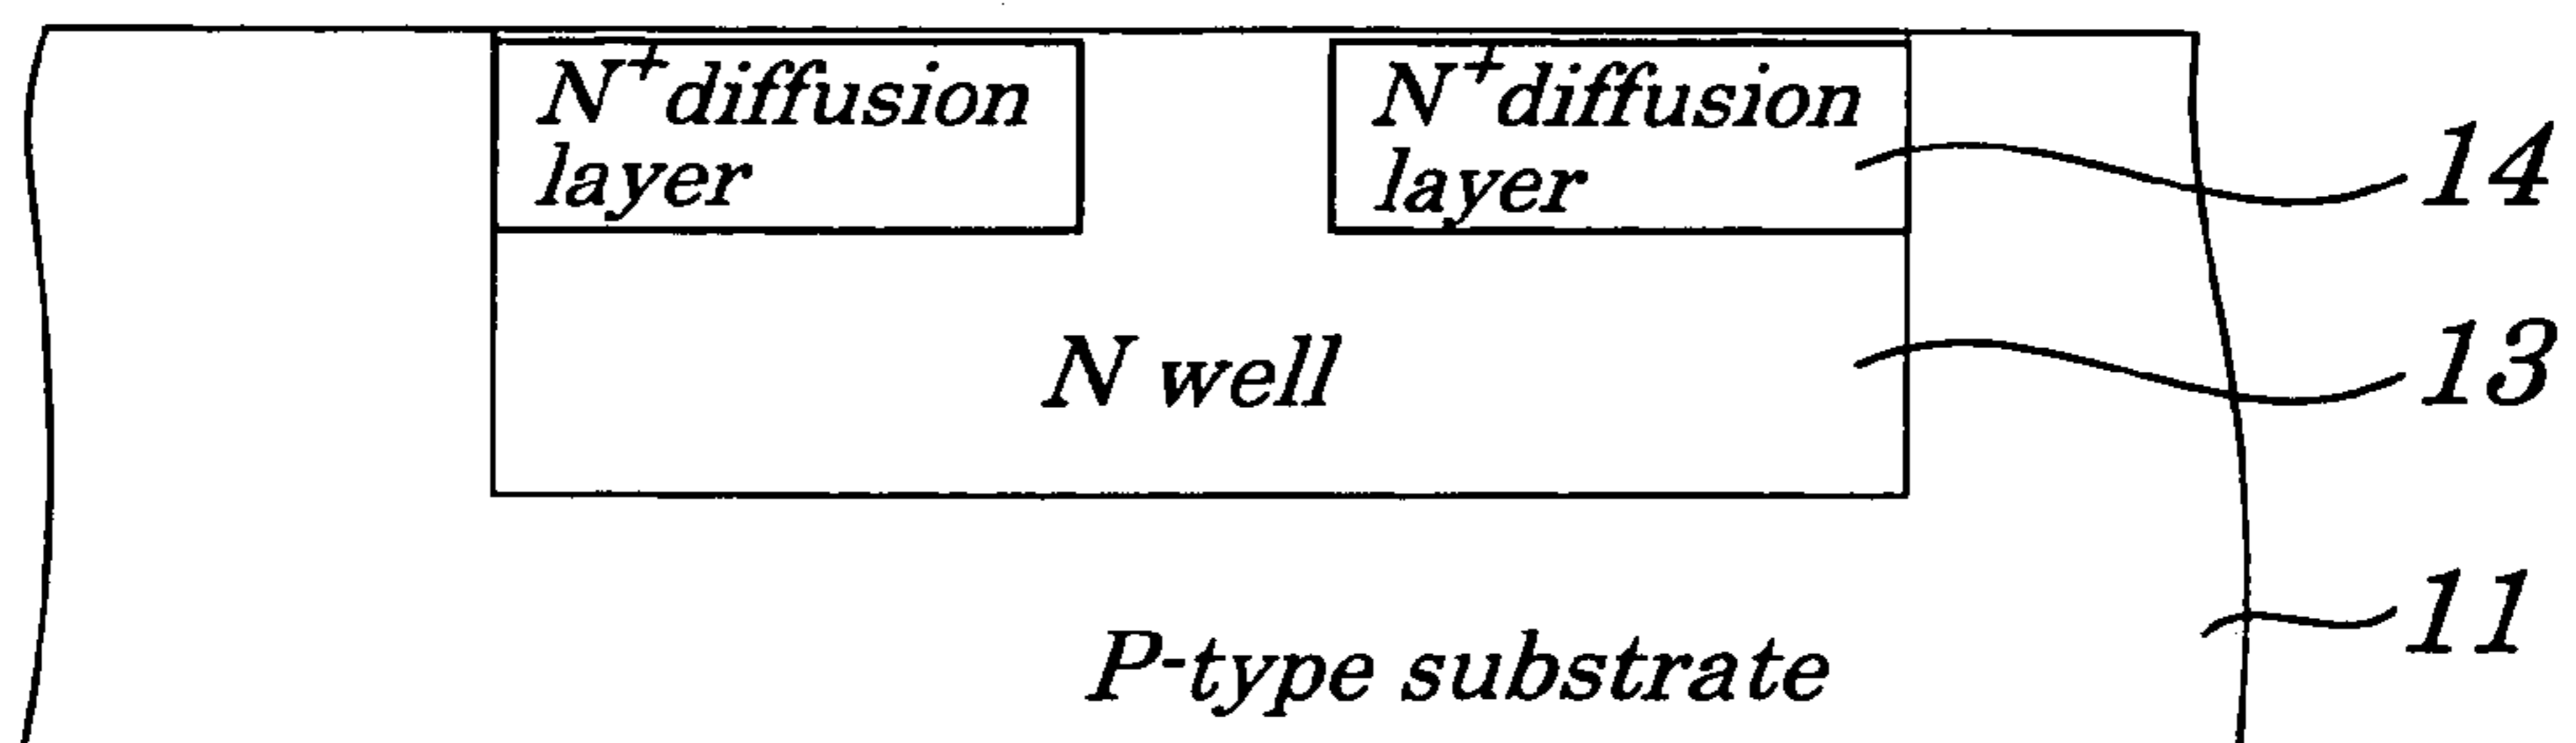 N+ diffusion
layer
N+ diffusion
layer
14
N well
13
P-type substrate
11